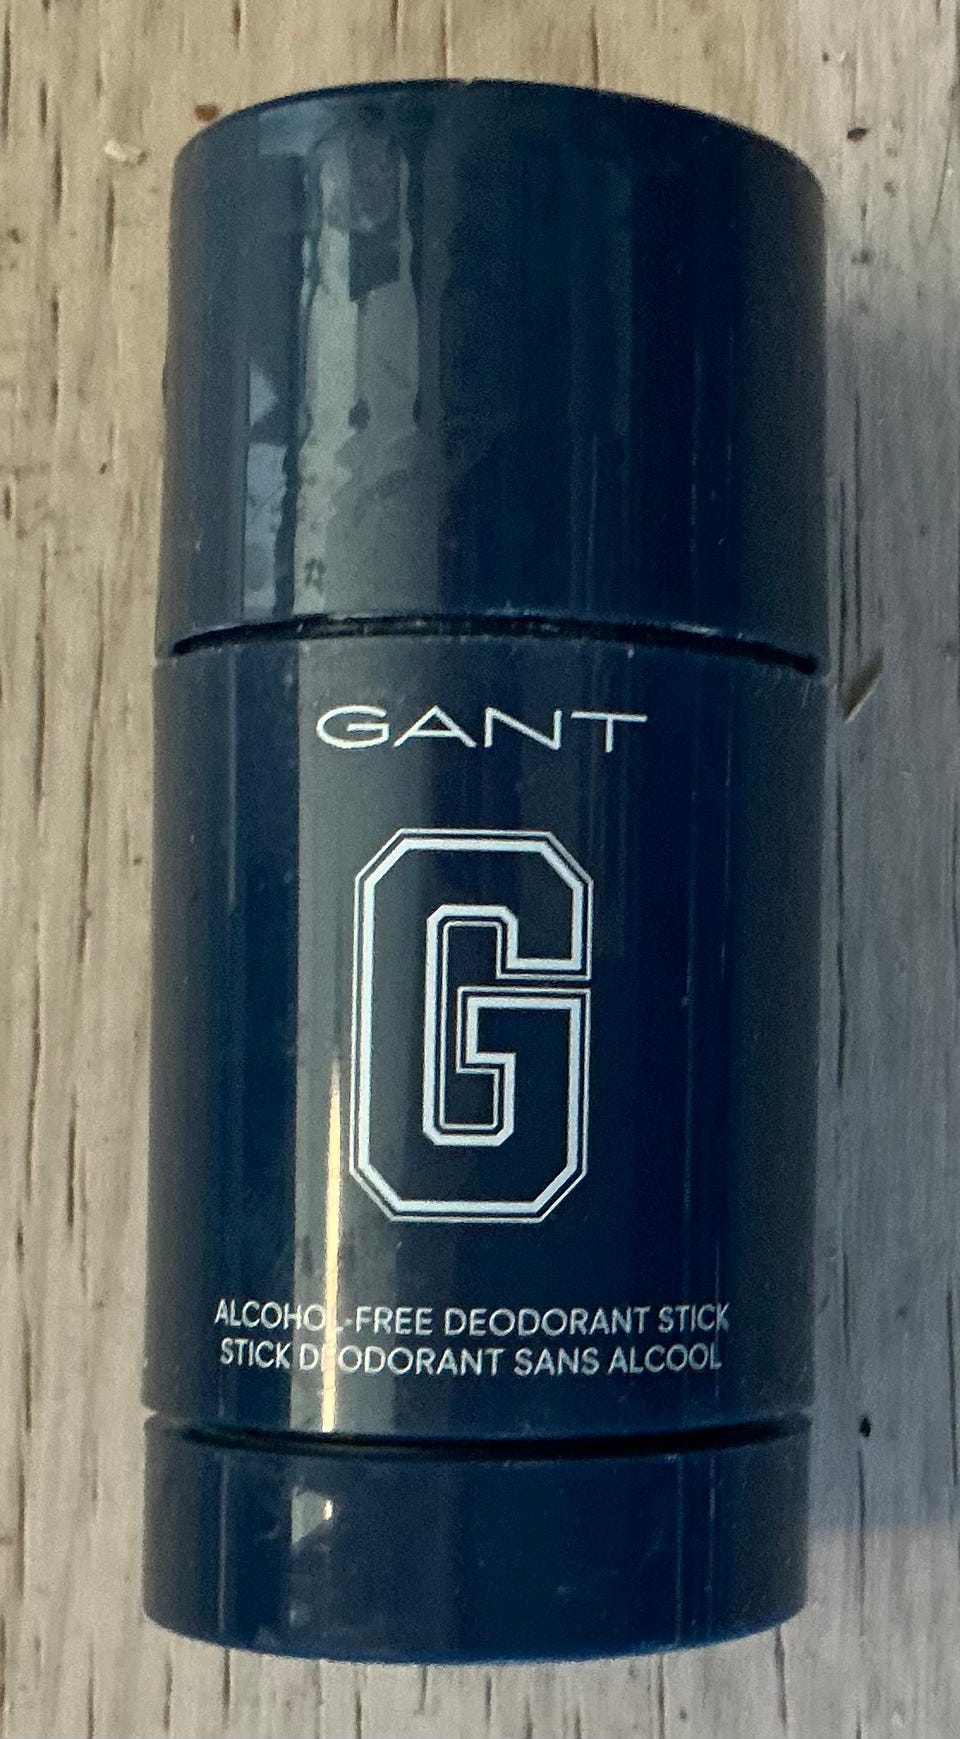 GANT
G
ALCOHOL-FREE DEODORANT STICK
STICK DEODORANT SANS ALCOOL